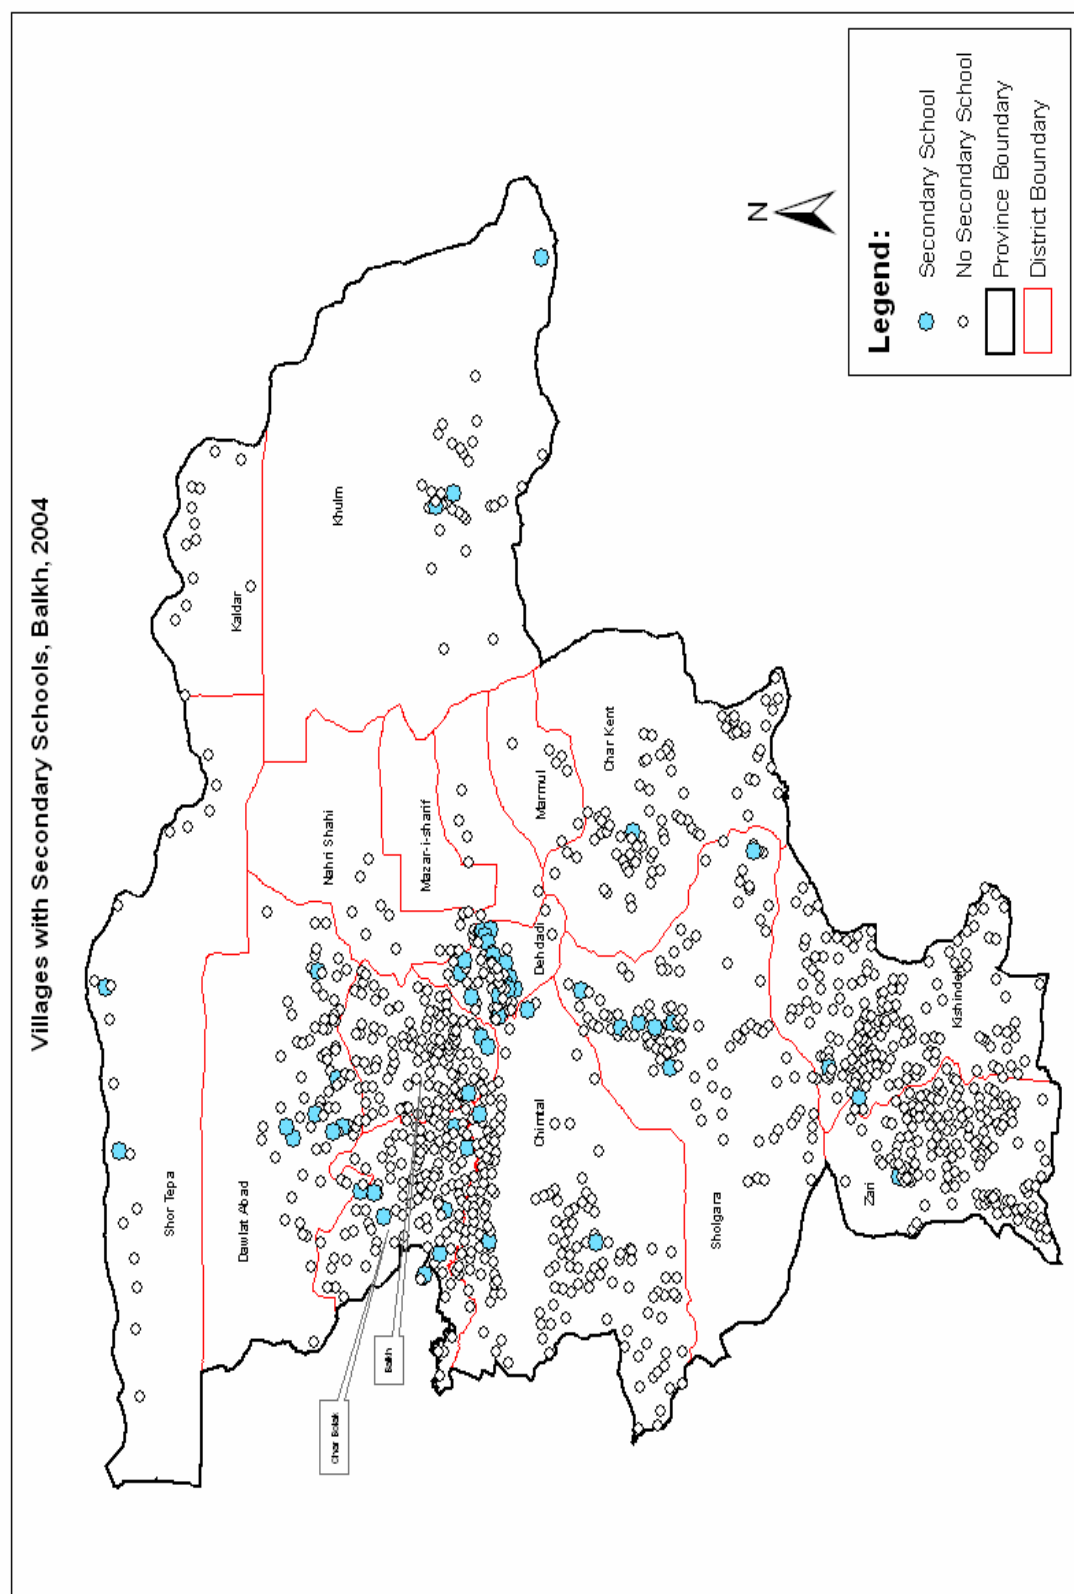 Villages with Secondary Schools, Balkh, 2004
Shor Tepa
Kaldar
Dawlat Abad
Nahri Shahi
Khulm
Char Bolak
Balkh
Mazar-i-sharif
Dehdadi
Marmul
Chimtal
Char Kent
Sholgara
Zari
Kishindeh
N
Legend:
Secondary School
No Secondary School
Province Boundary
District Boundary